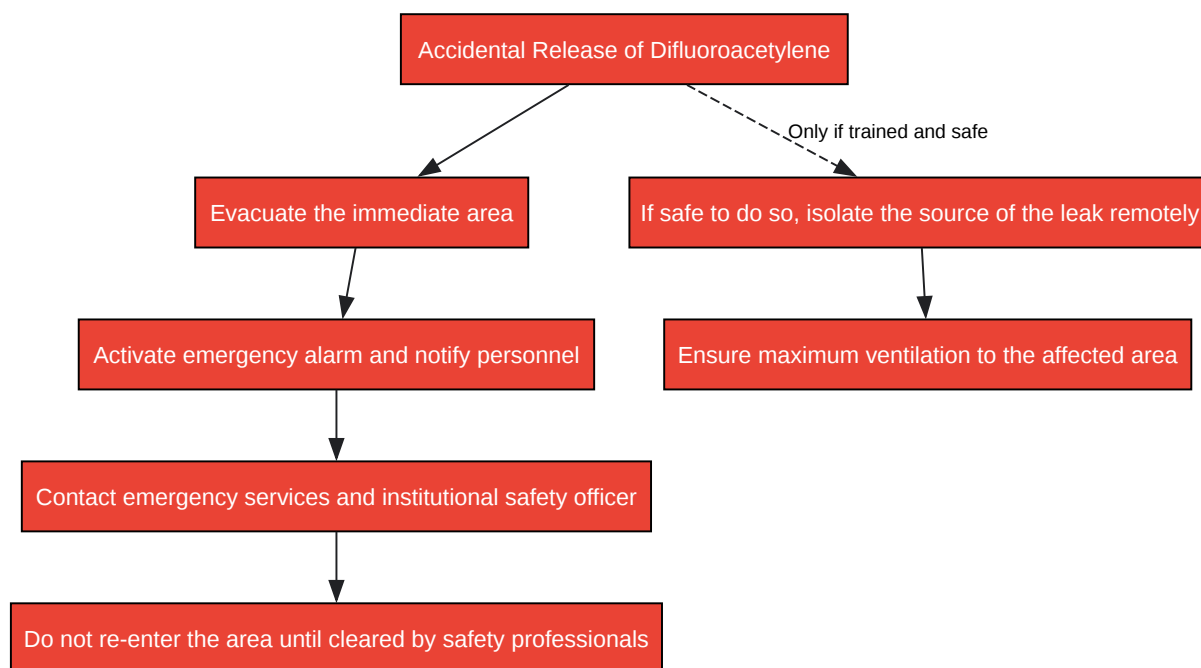 Accidental Release of Difluoroacetylene
Only if trained and safe
Evacuate the immediate area
If safe to do so, isolate the source of the leak remotely
Activate emergency alarm and notify personnel
Ensure maximum ventilation to the affected area
Contact emergency services and institutional safety officer
Do not re-enter the area until cleared by safety professionals